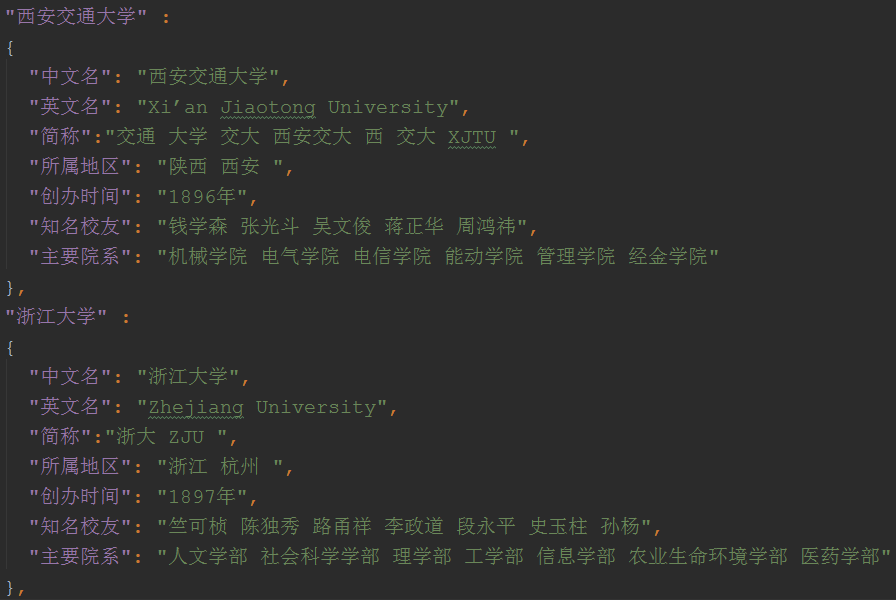 "西安交通大学" :
{
"中文名": "西安交通大学",
"英文名": "Xi’an Jiaotong University",
"简称":"交通 大学 交大 西安交大 西 交大 XJTU ",
"所属地区": "陕西 西安 ",
"创办时间": "1896年",
"知名校友": "钱学森 张光斗 吴文俊 蒋正华 周鸿祎",
"主要院系": "机械学院 电气学院 电信学院 能动学院 管理学院 经金学院"
},
"浙江大学" :
{
"中文名": "浙江大学",
"英文名": "Zhejiang University",
"简称":"浙大 ZJU ",
"所属地区": "浙江 杭州 ",
"创办时间": "1897年",
"知名校友": "竺可桢 陈独秀 路甬祥 李政道 段永平 史玉柱 孙杨",
"主要院系": "人文学部 社会科学学部 理学部 工学部 信息学部 农业生命环境学部 医药学部"
},